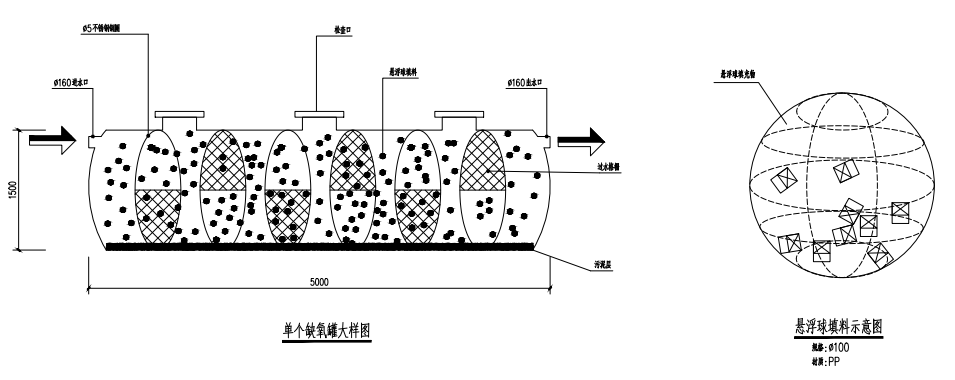 ø5不锈钢钢圈
检查口
悬浮球填料
ø160进水口
ø160出水口
过水格栅
1500
污泥层
5000
单个缺氧罐大样图
悬浮球填充物
悬浮球填料示意图
规格: ø100
材质: PP